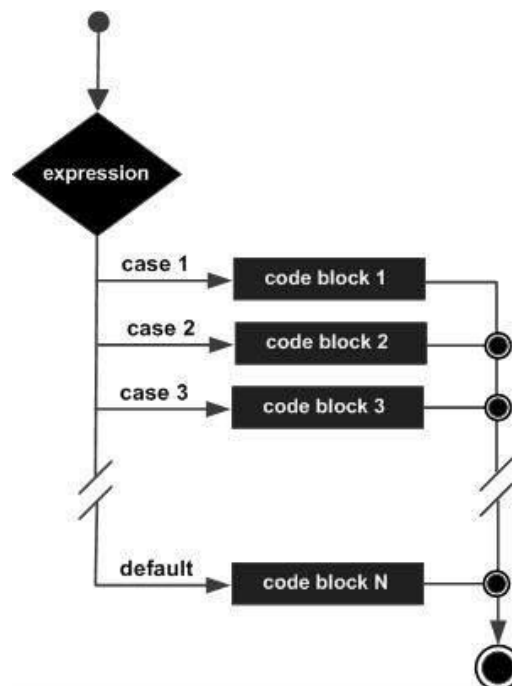 expression
case 1
code block 1
case 2
code block 2
case 3
code block 3
default
code block N